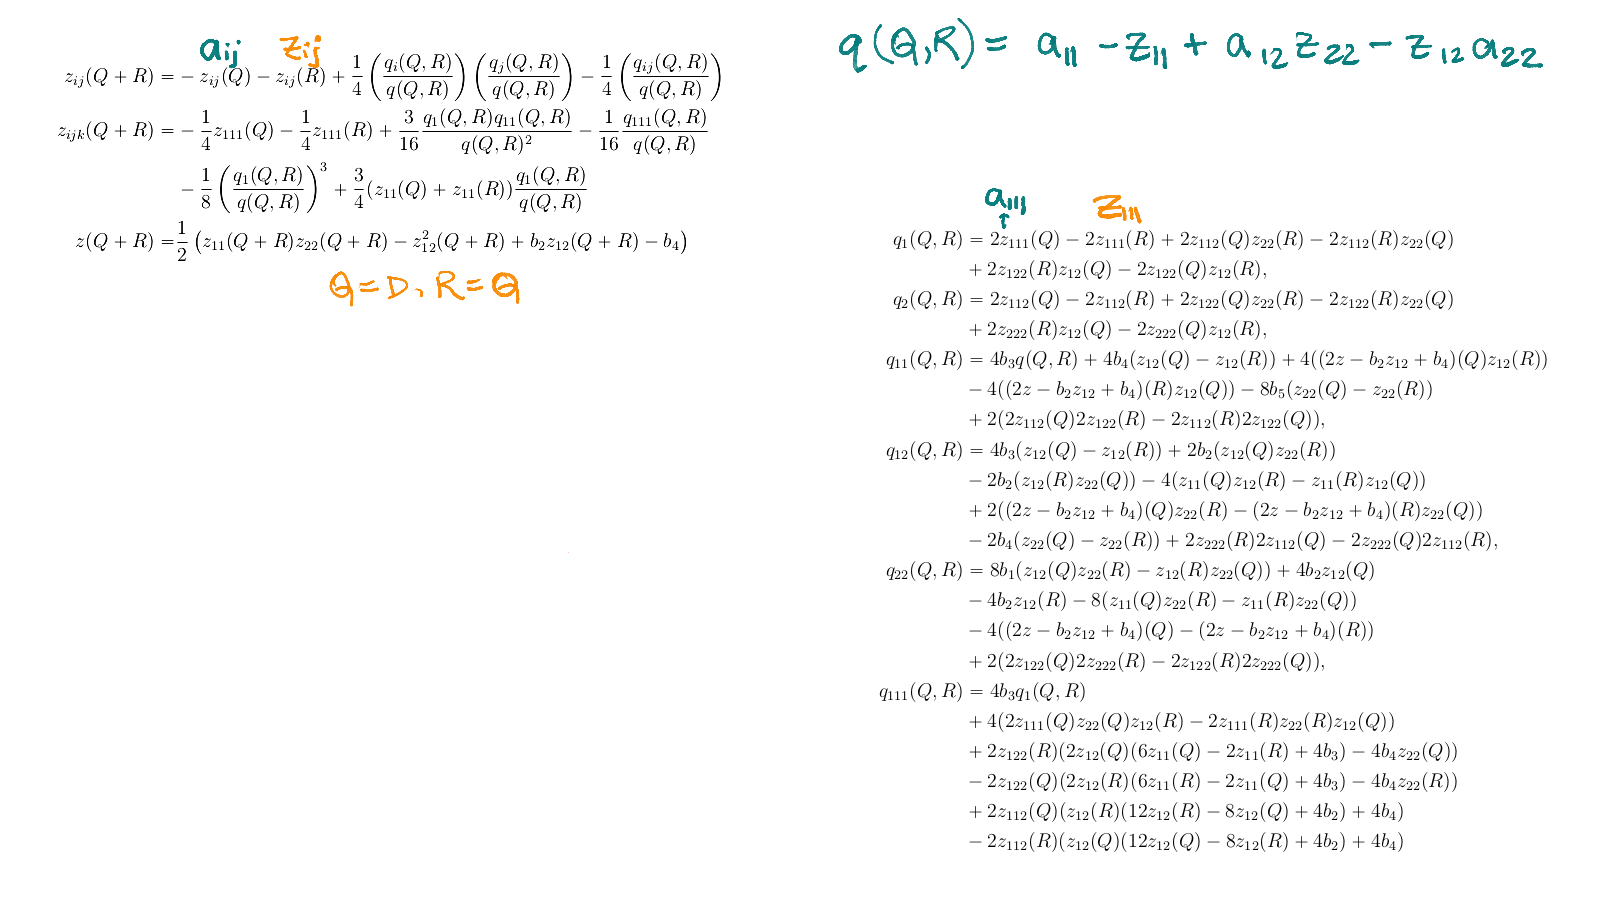 a_{ij} z_{ij}
z_{ij}(Q + R) = − z_{ij}(Q) − z_{ij}(R) + \frac{1}{4} \left( \frac{q_i(Q, R)}{q(Q, R)} \right) \left( \frac{q_j(Q, R)}{q(Q, R)} \right) − \frac{1}{4} \left( \frac{q_{ij}(Q, R)}{q(Q, R)} \right)
z_{ijk}(Q + R) = − \frac{1}{4} z_{111}(Q) − \frac{1}{4} z_{111}(R) + \frac{3}{16} \frac{q_1(Q, R)q_{11}(Q, R)}{q(Q, R)^2} − \frac{1}{16} \frac{q_{111}(Q, R)}{q(Q, R)}
− \frac{1}{8} \left( \frac{q_1(Q, R)}{q(Q, R)} \right)^3 + \frac{3}{4} (z_{11}(Q) + z_{11}(R)) \frac{q_1(Q, R)}{q(Q, R)}
z(Q + R) = \frac{1}{2} \left( z_{11}(Q + R)z_{22}(Q + R) − z_{12}^2(Q + R) + b_2z_{12}(Q + R) − b_4 \right)
Q = D, R = Q
q(Q,R) = a_{11} − z_{11} + a_{12} z_{22} − z_{12} a_{22}
a_{111} z_{111}
↑
q_1(Q, R) = 2z_{111}(Q) − 2z_{111}(R) + 2z_{112}(Q)z_{22}(R) − 2z_{112}(R)z_{22}(Q)
+ 2z_{122}(R)z_{12}(Q) − 2z_{122}(Q)z_{12}(R),
q_2(Q, R) = 2z_{112}(Q) − 2z_{112}(R) + 2z_{122}(Q)z_{22}(R) − 2z_{122}(R)z_{22}(Q)
+ 2z_{222}(R)z_{12}(Q) − 2z_{222}(Q)z_{12}(R),
q_{11}(Q, R) = 4b_3q(Q, R) + 4b_4(z_{12}(Q) − z_{12}(R)) + 4((2z − b_2z_{12} + b_4)(Q)z_{12}(R))
− 4((2z − b_2z_{12} + b_4)(R)z_{12}(Q)) − 8b_5(z_{22}(Q) − z_{22}(R))
+ 2(2z_{112}(Q)2z_{122}(R) − 2z_{112}(R)2z_{122}(Q)),
q_{12}(Q, R) = 4b_3(z_{12}(Q) − z_{12}(R)) + 2b_2(z_{12}(Q)z_{22}(R))
− 2b_2(z_{12}(R)z_{22}(Q)) − 4(z_{11}(Q)z_{12}(R) − z_{11}(R)z_{12}(Q))
+ 2((2z − b_2z_{12} + b_4)(Q)z_{22}(R) − (2z − b_2z_{12} + b_4)(R)z_{22}(Q))
− 2b_4(z_{22}(Q) − z_{22}(R)) + 2z_{222}(R)2z_{112}(Q) − 2z_{222}(Q)2z_{112}(R),
q_{22}(Q, R) = 8b_1(z_{12}(Q)z_{22}(R) − z_{12}(R)z_{22}(Q)) + 4b_2z_{12}(Q)
− 4b_2z_{12}(R) − 8(z_{11}(Q)z_{22}(R) − z_{11}(R)z_{22}(Q))
− 4((2z − b_2z_{12} + b_4)(Q) − (2z − b_2z_{12} + b_4)(R))
+ 2(2z_{122}(Q)2z_{222}(R) − 2z_{122}(R)2z_{222}(Q)),
q_{111}(Q, R) = 4b_3q_1(Q, R)
+ 4(2z_{111}(Q)z_{22}(Q)z_{12}(R) − 2z_{111}(R)z_{22}(R)z_{12}(Q))
+ 2z_{122}(R)(2z_{12}(Q)(6z_{11}(Q) − 2z_{11}(R) + 4b_3) − 4b_4z_{22}(Q))
− 2z_{122}(Q)(2z_{12}(R)(6z_{11}(R) − 2z_{11}(Q) + 4b_3) − 4b_4z_{22}(R))
+ 2z_{112}(Q)(z_{12}(R)(12z_{12}(R) − 8z_{12}(Q) + 4b_2) + 4b_4)
− 2z_{112}(R)(z_{12}(Q)(12z_{12}(Q) − 8z_{12}(R) + 4b_2) + 4b_4)